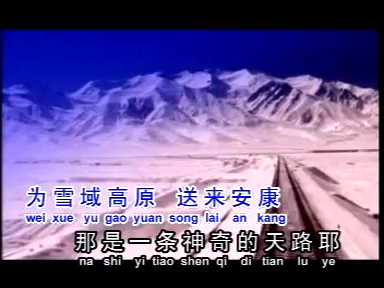 为雪域高原 送来安康
wei xue yu gao yuan song lai an kang
那是一条神奇的天路耶
na shi yi tiao shen qi di tian lu ye